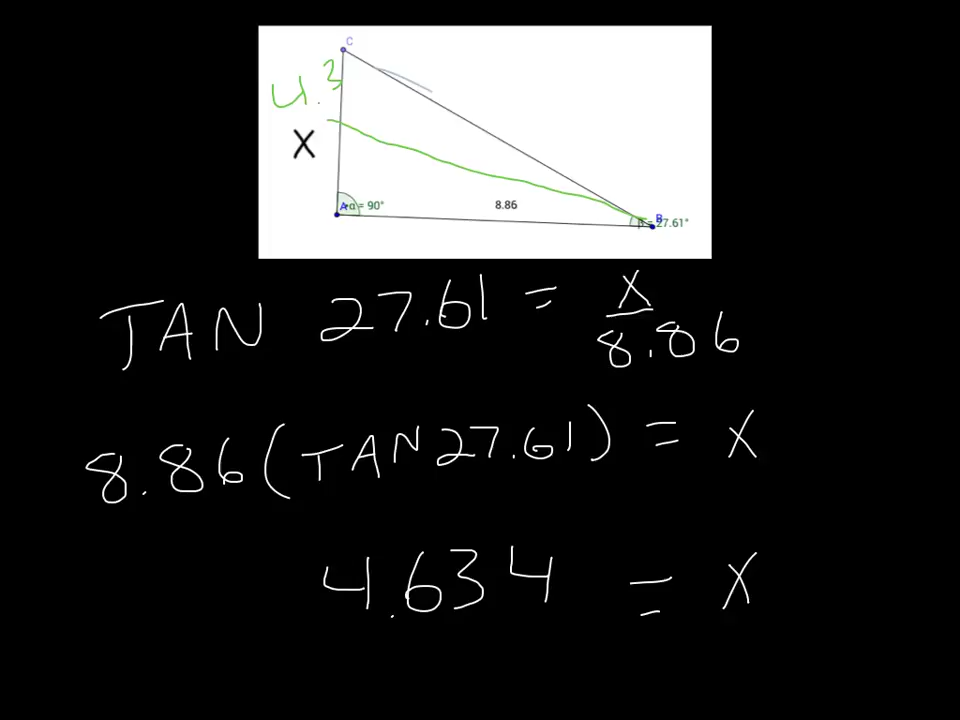 C
4.3
X
A α = 90°
8.86
B
β = 27.61°
TAN 27.61 = x / 8.86
8.86 (TAN 27.61) = x
4.634 = x